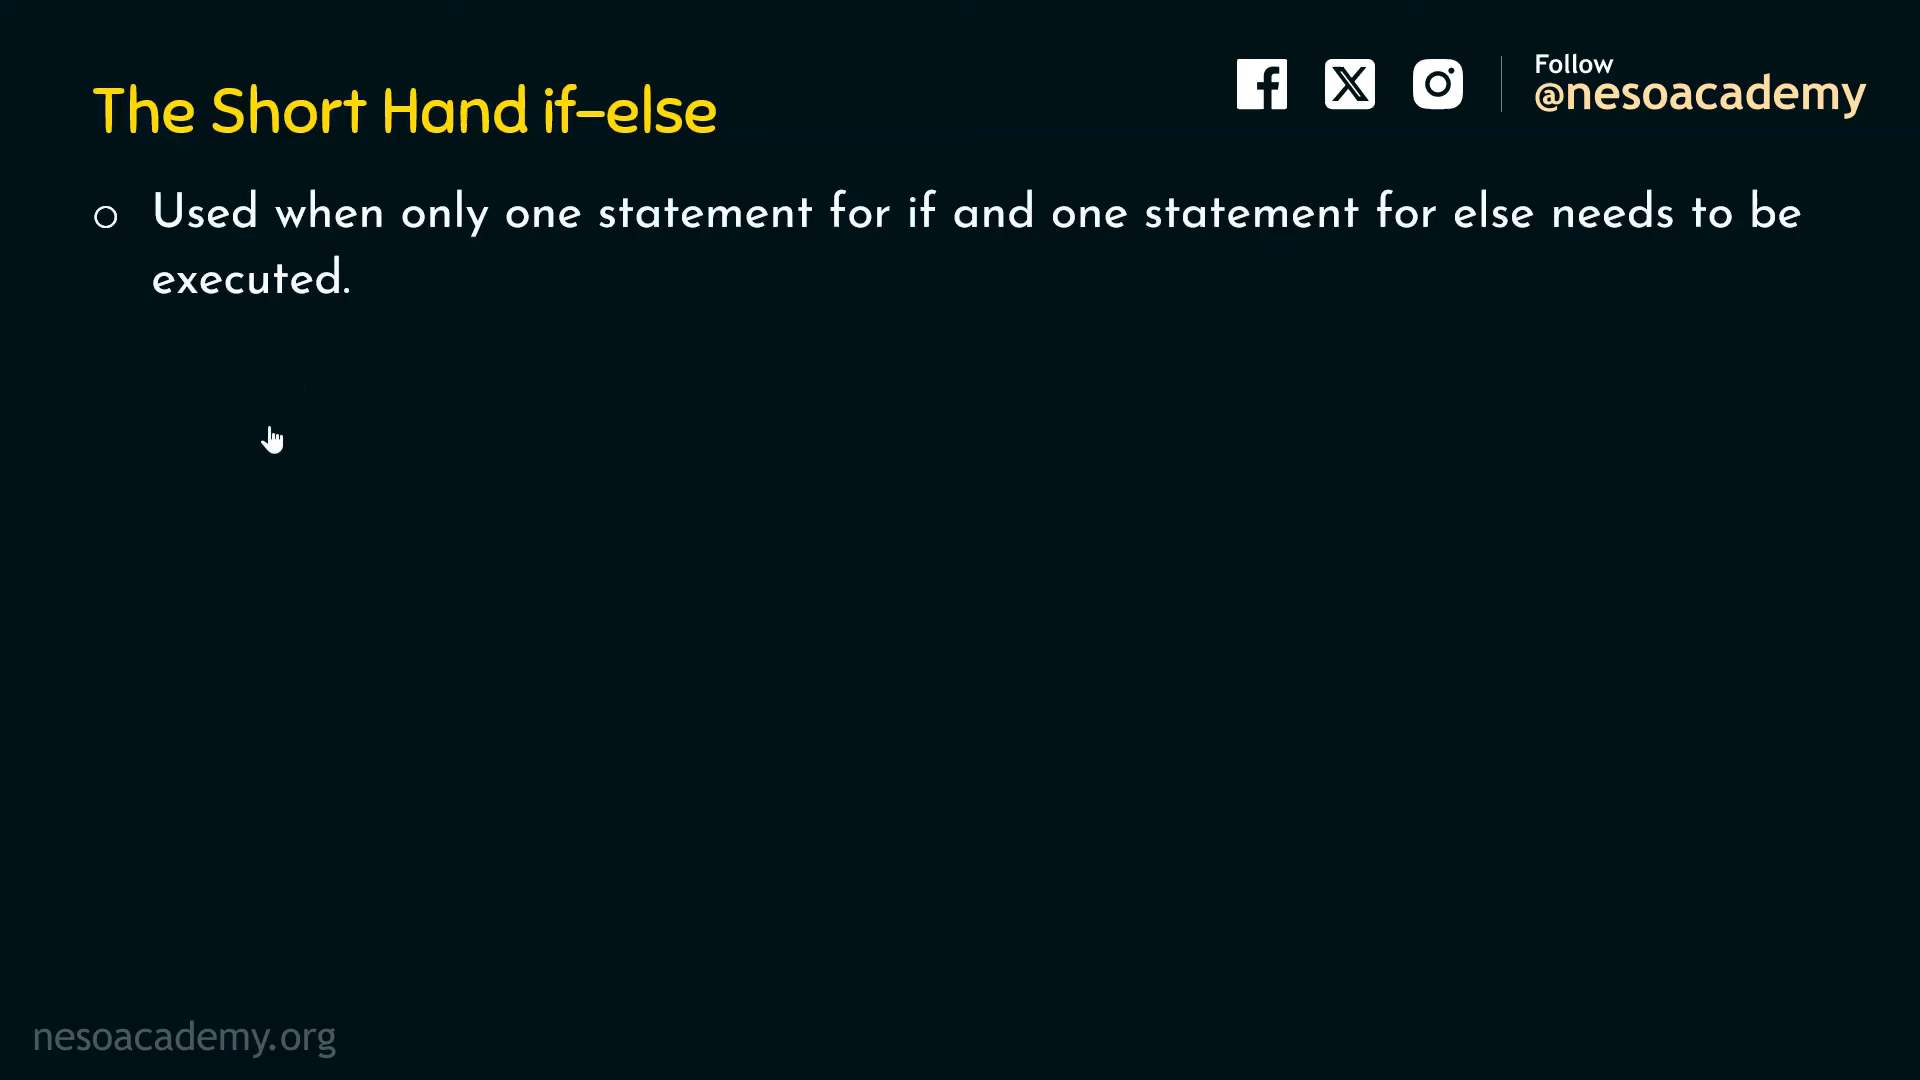 The Short Hand if-else
Follow
@nesoacademy
○ Used when only one statement for if and one statement for else needs to be
executed.
nesoacademy.org